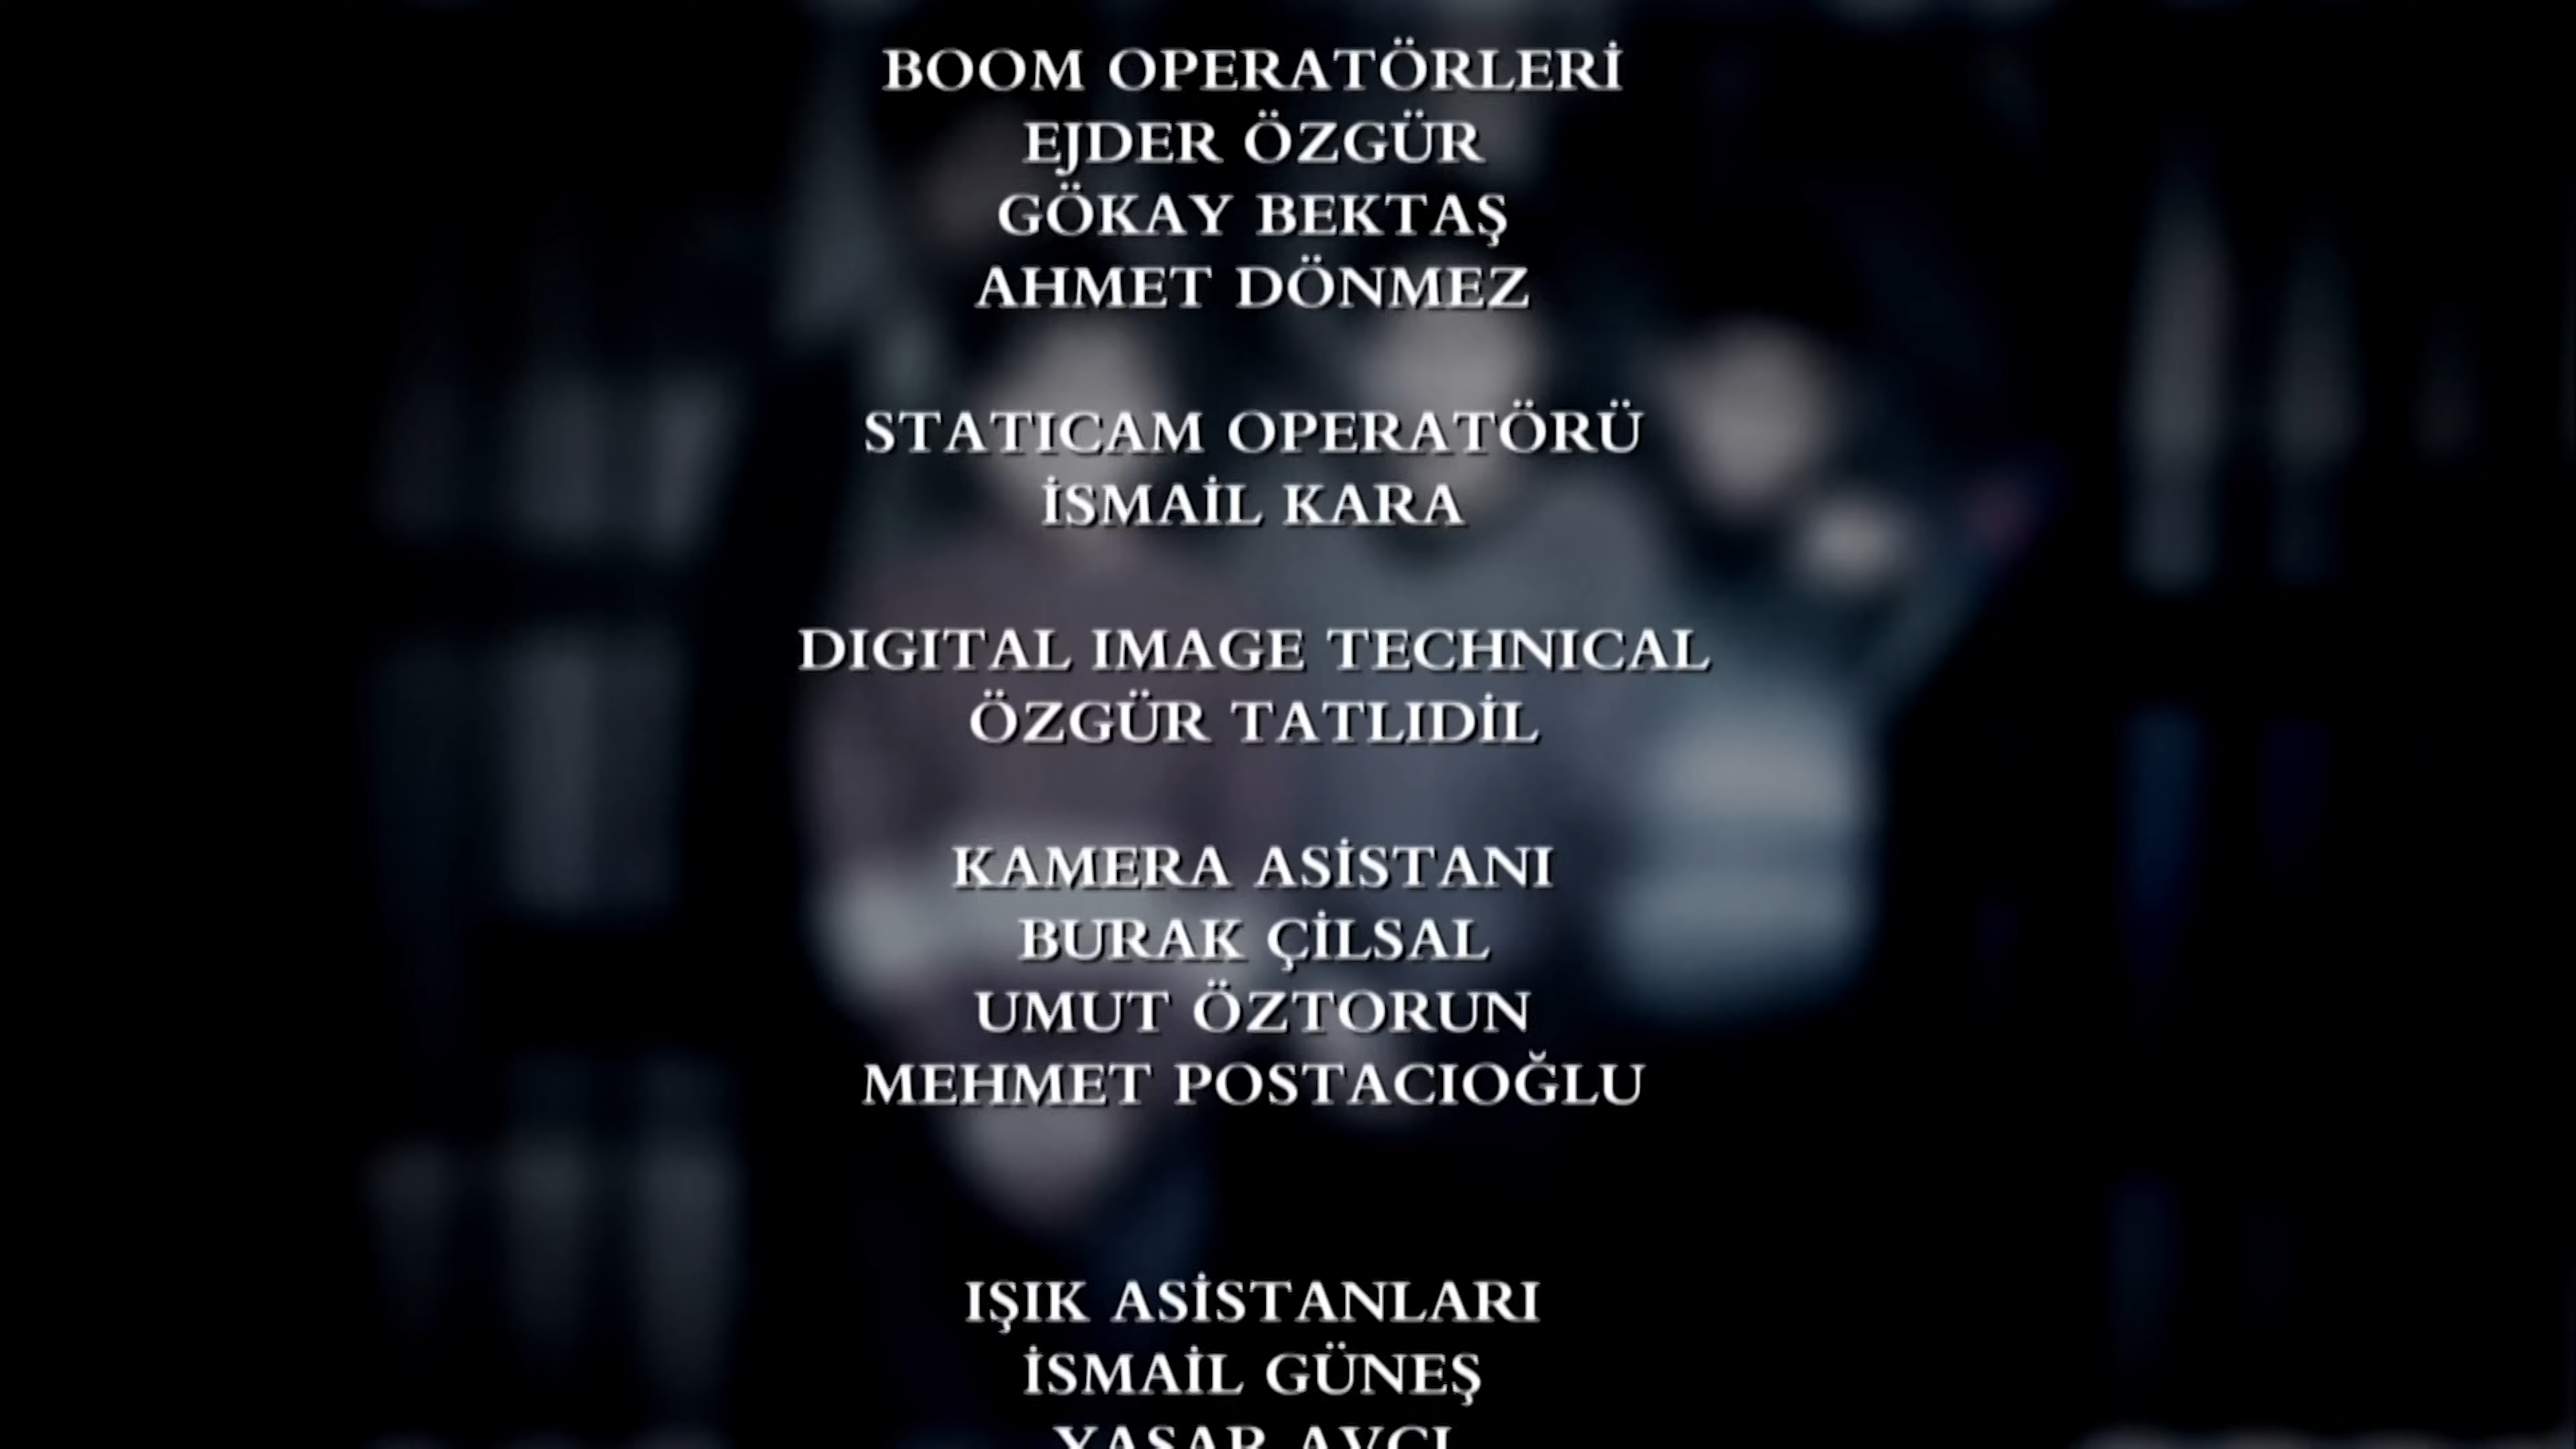 BOOM OPERATÖRLERİ
EJDER ÖZGÜR
GÖKAY BEKTAŞ
AHMET DÖNMEZ
STATICAM OPERATÖRÜ
İSMAİL KARA
DIGITAL IMAGE TECHNICAL
ÖZGÜR TATLIDİL
KAMERA ASİSTANI
BURAK ÇİLSAL
UMUT ÖZTORUN
MEHMET POSTACIOĞLU
IŞIK ASİSTANLARI
İSMAİL GÜNEŞ